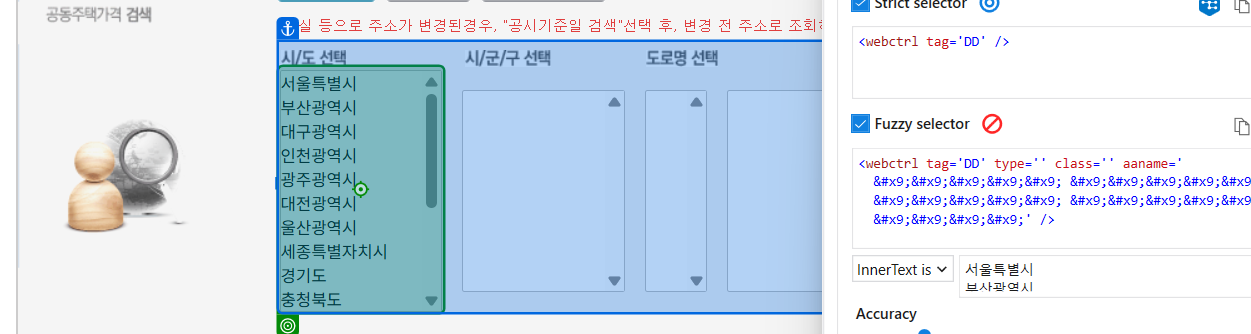 공동주택가격 검색
실 등으로 주소가 변경된경우, "공시기준일 검색"선택 후, 변경 전 주소로 조회
시/도 선택
시/군/구 선택
도로명 선택
서울특별시
부산광역시
대구광역시
인천광역시
광주광역시
대전광역시
울산광역시
세종특별자치시
경기도
충청북도
Strict selector
<webctrl tag='DD' />
Fuzzy selector
<webctrl tag='DD' type='' class='' aaname='
&#x9;&#x9;&#x9;&#x9;&#x9; &#x9;&#x9;&#x9;&#x9;&#x9
&#x9;&#x9;&#x9;&#x9;&#x9; &#x9;&#x9;&#x9;&#x9;&#x9
&#x9;&#x9;&#x9;&#x9;' />
InnerText is
서울특별시
부산광역시
Accuracy